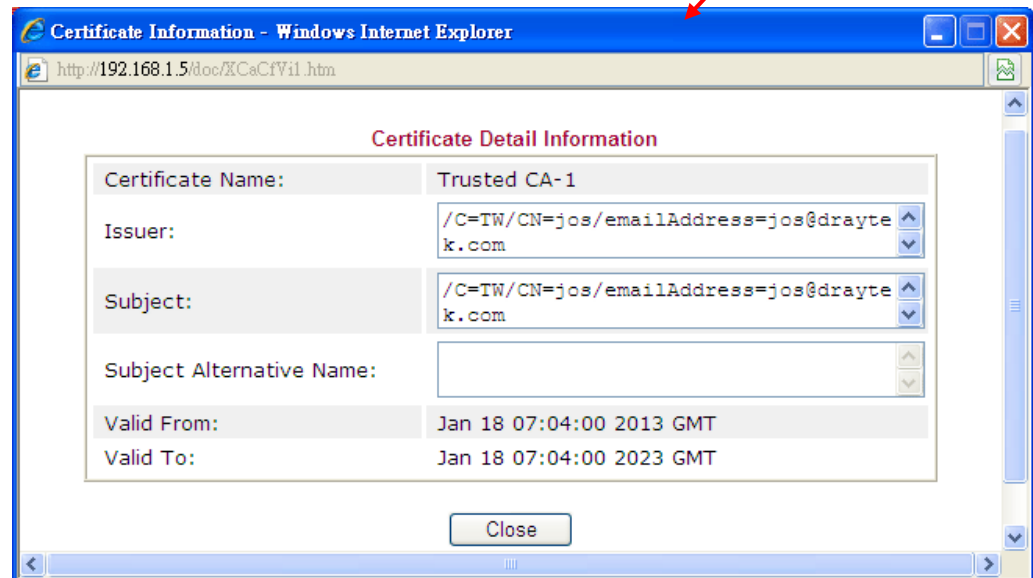 Certificate Information - Windows Internet Explorer
http://192.168.1.5/doc/XCaCfVi1.htm
Certificate Detail Information
Certificate Name: Trusted CA-1
Issuer: /C=TW/CN=jos/emailAddress=jos@drayte
k.com
Subject: /C=TW/CN=jos/emailAddress=jos@drayte
k.com
Subject Alternative Name:
Valid From: Jan 18 07:04:00 2013 GMT
Valid To: Jan 18 07:04:00 2023 GMT
Close